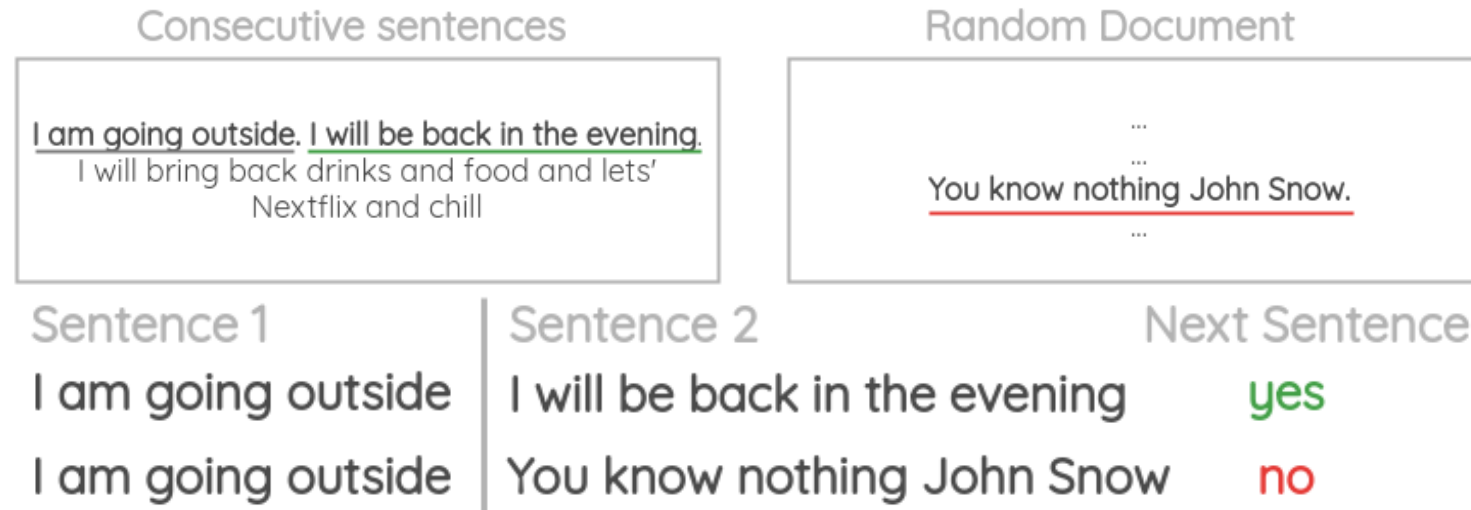 Consecutive sentences
I am going outside. I will be back in the evening.
I will bring back drinks and food and lets'
Nextflix and chill
Random Document
...
...
You know nothing John Snow.
...
Sentence 1 Sentence 2 Next Sentence
I am going outside I will be back in the evening yes
I am going outside You know nothing John Snow no